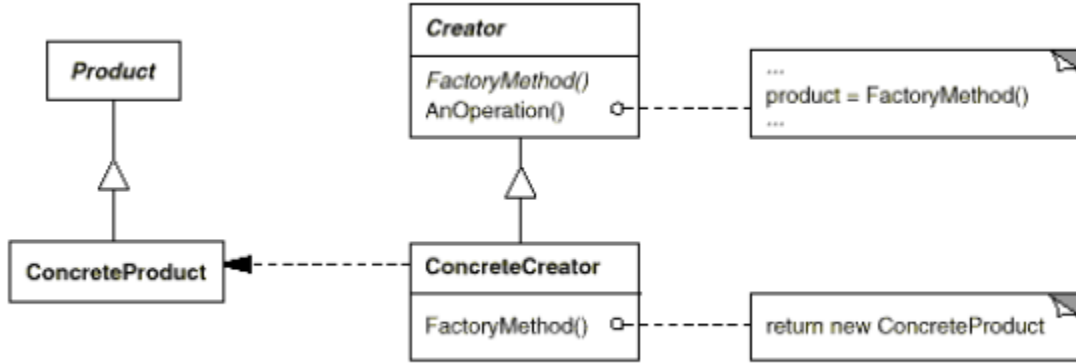 Product
ConcreteProduct
Creator
FactoryMethod()
AnOperation()
...
product = FactoryMethod()
...
ConcreteCreator
FactoryMethod()
return new ConcreteProduct